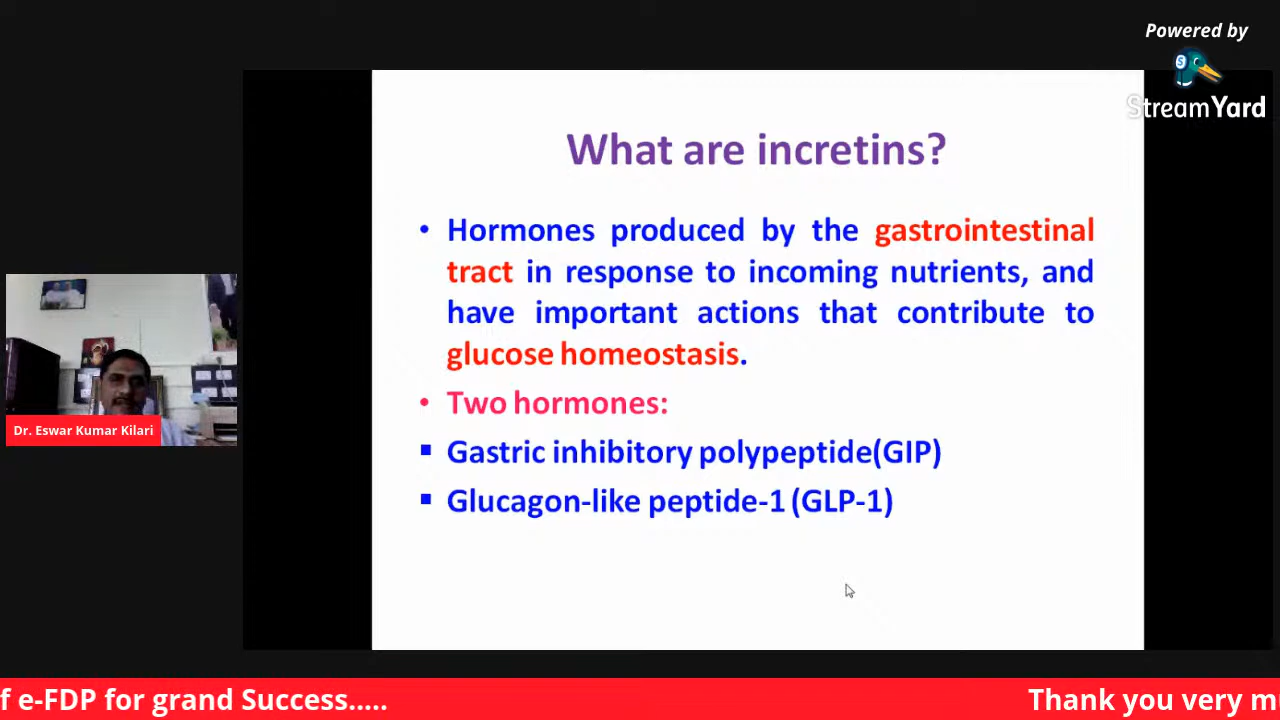 Powered by
StreamYard
What are incretins?
• Hormones produced by the gastrointestinal
tract in response to incoming nutrients, and
have important actions that contribute to
glucose homeostasis.
• Two hormones:
▪ Gastric inhibitory polypeptide(GIP)
▪ Glucagon-like peptide-1 (GLP-1)
Dr. Eswar Kumar Kilari
f e-FDP for grand Success..... Thank you very m